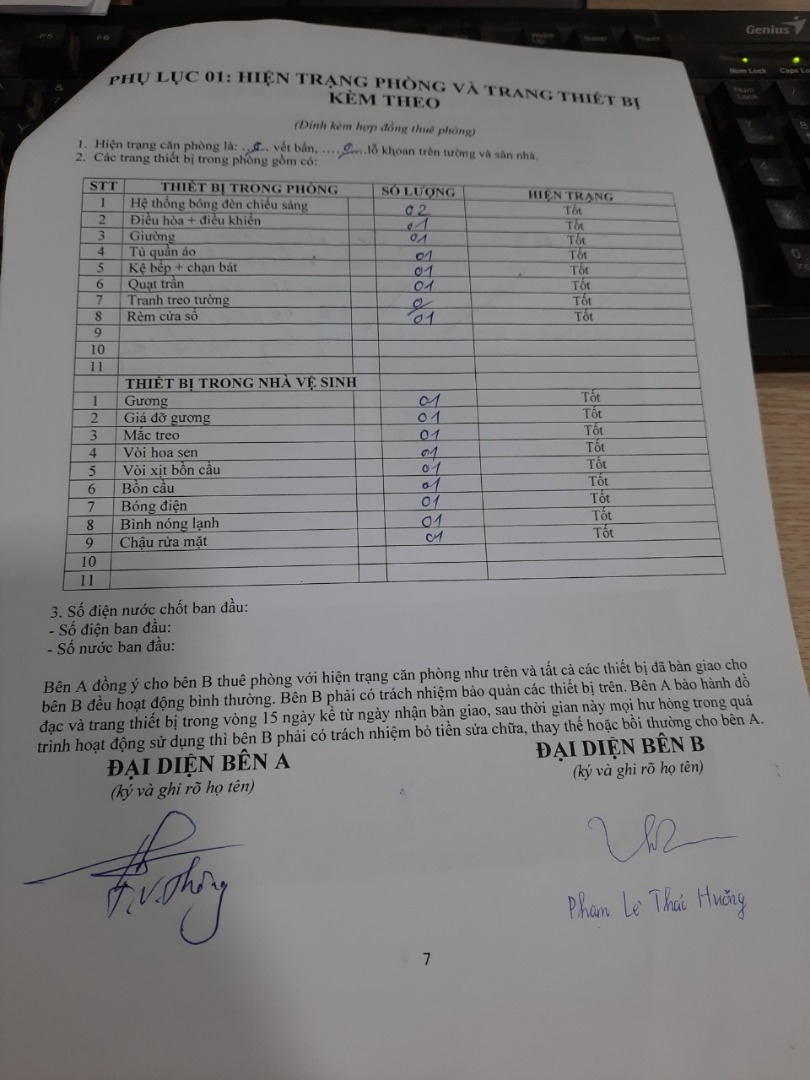 Genius
F5 F6
Num Lock Caps Lo
PHỤ LỤC 01: HIỆN TRẠNG PHÒNG VÀ TRANG THIẾT BỊ
KÈM THEO
(Đính kèm hợp đồng thuê phòng)
1. Hiện trạng căn phòng là: ...0... vết bẩn, .....0.....lỗ khoan trên tường và sàn nhà.
2. Các trang thiết bị trong phòng gồm có:
STT THIẾT BỊ TRONG PHÒNG SỐ LƯỢNG HIỆN TRẠNG
1 Hệ thống bóng đèn chiếu sáng 02 Tốt
2 Điều hòa + điều khiển 01 Tốt
3 Giường 01 Tốt
4 Tủ quần áo 01 Tốt
5 Kệ bếp + chạn bát 01 Tốt
6 Quạt trần 01 Tốt
7 Tranh treo tường 0 Tốt
8 Rèm cửa sổ 01 Tốt
9
10
11
THIẾT BỊ TRONG NHÀ VỆ SINH
1 Gương 01 Tốt
2 Giá đỡ gương 01 Tốt
3 Mắc treo 01 Tốt
4 Vòi hoa sen 01 Tốt
5 Vòi xịt bồn cầu 01 Tốt
6 Bồn cầu 01 Tốt
7 Bóng điện 01 Tốt
8 Bình nóng lạnh 01 Tốt
9 Chậu rửa mặt 01 Tốt
10
11
3. Số điện nước chốt ban đầu:
- Số điện ban đầu:
- Số nước ban đầu:
Bên A đồng ý cho bên B thuê phòng với hiện trạng căn phòng như trên và tất cả các thiết bị đã bàn giao cho
bên B đều hoạt động bình thường. Bên B phải có trách nhiệm bảo quản các thiết bị trên. Bên A bảo hành đồ
đạc và trang thiết bị trong vòng 15 ngày kể từ ngày nhận bàn giao, sau thời gian này mọi hư hỏng trong quá
trình hoạt động sử dụng thì bên B phải có trách nhiệm bỏ tiền sửa chữa, thay thế hoặc bồi thường cho bên A.
ĐẠI DIỆN BÊN A ĐẠI DIỆN BÊN B
(ký và ghi rõ họ tên) (ký và ghi rõ họ tên)
Phạm Lê Thái Hưởng
7